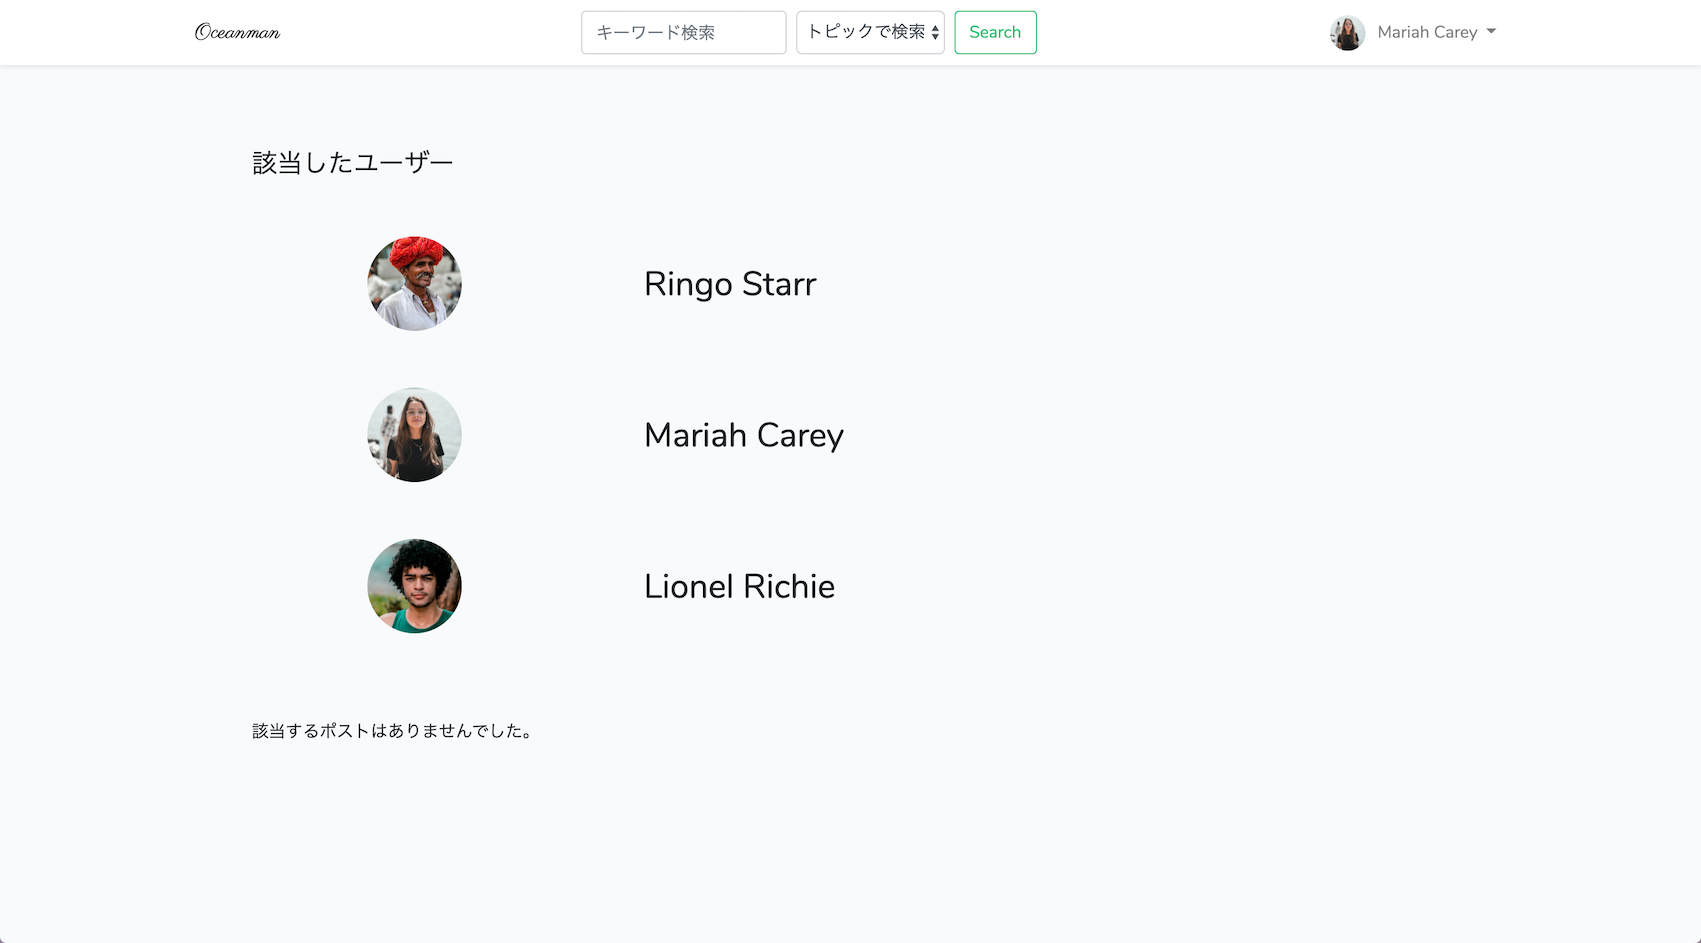 Oceanman
キーワード検索
トピックで検索
Search
Mariah Carey
該当したユーザー
Ringo Starr
Mariah Carey
Lionel Richie
該当するポストはありませんでした。